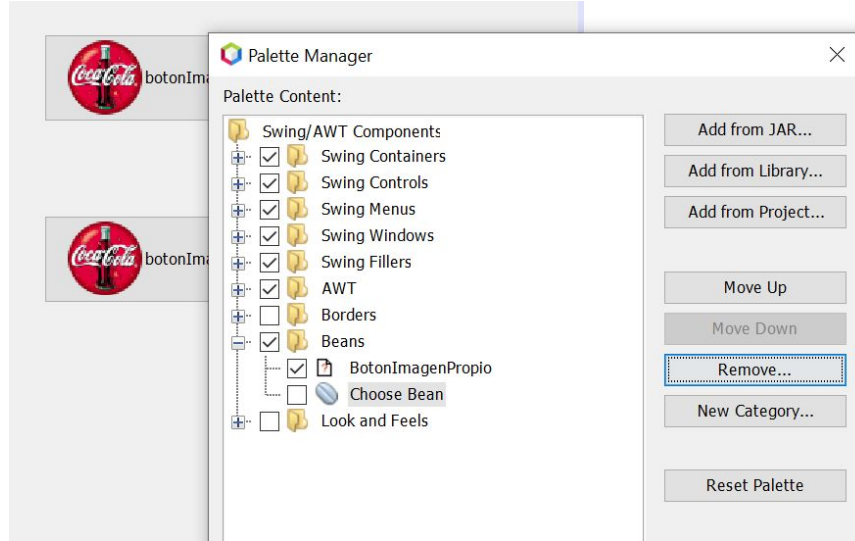 Coca-Cola
botonIma
Coca-Cola
botonIma
Palette Manager
Palette Content:
Swing/AWT Components
Swing Containers
Swing Controls
Swing Menus
Swing Windows
Swing Fillers
AWT
Borders
Beans
BotonImagenPropio
Choose Bean
Look and Feels
Add from JAR...
Add from Library...
Add from Project...
Move Up
Move Down
Remove...
New Category...
Reset Palette